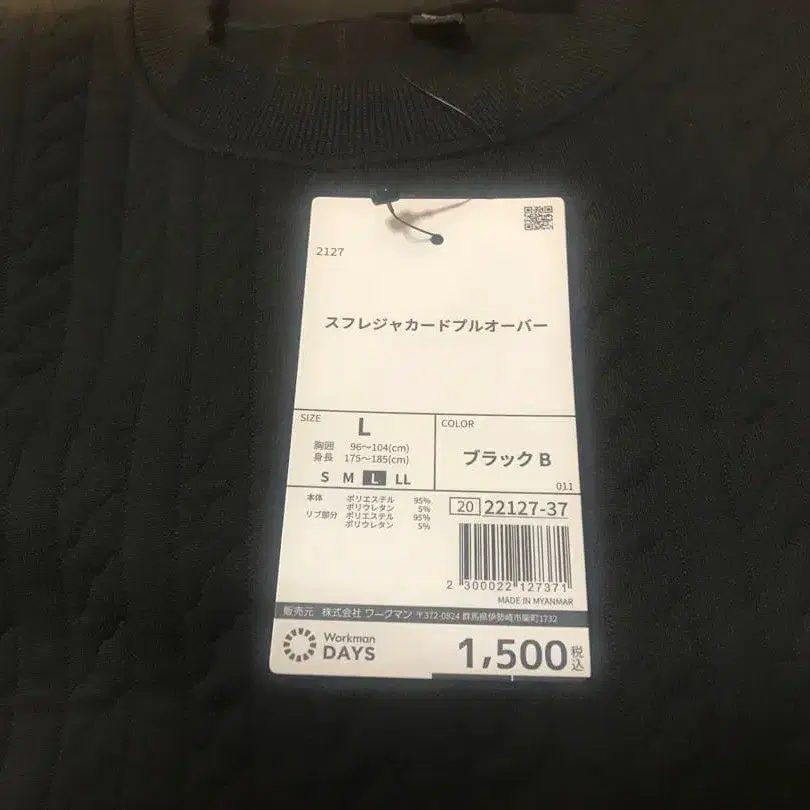 2127
スフレジャカードプルオーバー
SIZE
L
胸囲 96～104(cm)
身長 175～185(cm)
S M L LL
COLOR
ブラック B
011
本体 ポリエステル 95%
ポリウレタン 5%
リブ部分 ポリエステル 95%
ポリウレタン 5%
20 22127-37
2 300022 127371
MADE IN MYANMAR
販売元 株式会社 ワークマン 〒372-0824 群馬県伊勢崎市柴町1732
Workman
DAYS
1,500 税込